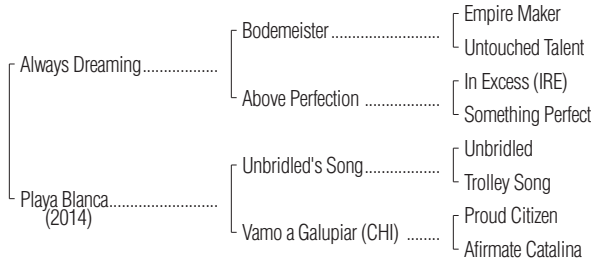 Empire Maker
Bodemeister
Untouched Talent
Always Dreaming
In Excess (IRE)
Above Perfection
Something Perfect
Unbridled
Unbridled's Song
Trolley Song
Playa Blanca
(2014)
Proud Citizen
Vamo a Galupiar (CHI)
Afirmate Catalina